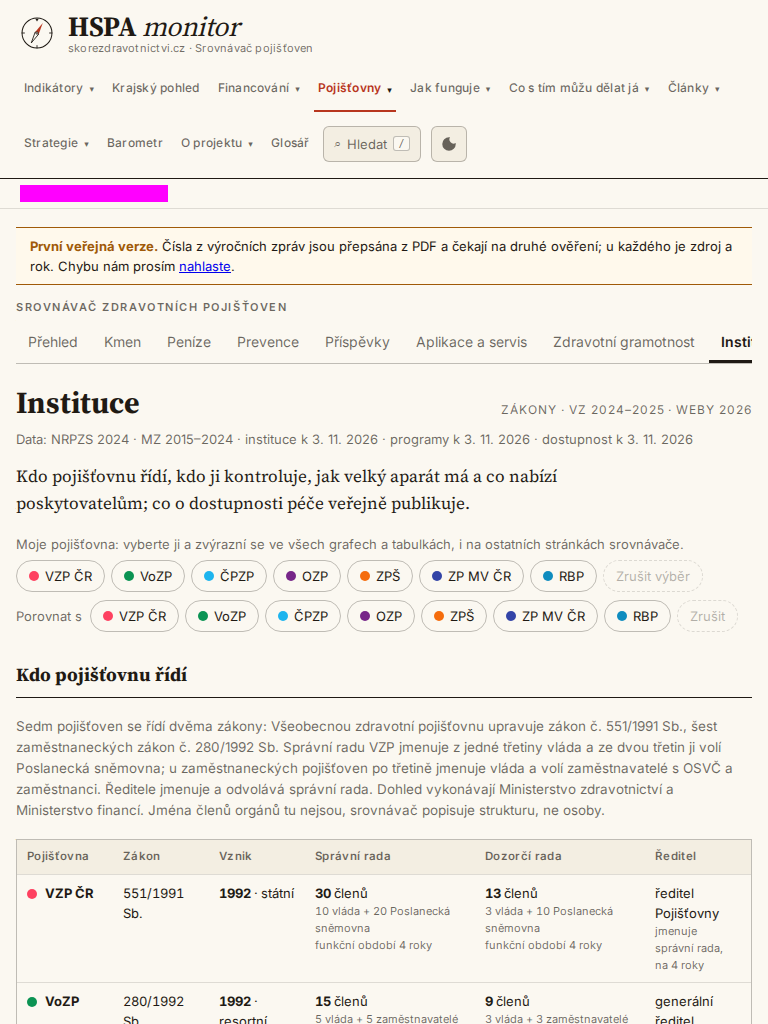 HSPA monitor
skorezdravotnictvi.cz · Srovnávač pojišťoven
Indikátory ▾ Krajský pohled Financování ▾ Pojišťovny ▾ Jak funguje ▾ Co s tím můžu dělat já ▾ Články ▾
Strategie ▾ Barometr O projektu ▾ Glosář Hledat /
První veřejná verze. Čísla z výročních zpráv jsou přepsána z PDF a čekají na druhé ověření; u každého je zdroj a
rok. Chybu nám prosím nahlaste.
SROVNÁVAČ ZDRAVOTNÍCH POJIŠŤOVEN
Přehled Kmen Peníze Prevence Příspěvky Aplikace a servis Zdravotní gramotnost Insti
Instituce
ZÁKONY · VZ 2024–2025 · WEBY 2026
Data: NRPZS 2024 · MZ 2015–2024 · instituce k 3. 11. 2026 · programy k 3. 11. 2026 · dostupnost k 3. 11. 2026
Kdo pojišťovnu řídí, kdo ji kontroluje, jak velký aparát má a co nabízí
poskytovatelům; co o dostupnosti péče veřejně publikuje.
Moje pojišťovna: vyberte ji a zvýrazní se ve všech grafech a tabulkách, i na ostatních stránkách srovnávače.
VZP ČR VoZP ČPZP OZP ZPŠ ZP MV ČR RBP Zrušit výběr
Porovnat s VZP ČR VoZP ČPZP OZP ZPŠ ZP MV ČR RBP Zrušit
Kdo pojišťovnu řídí
Sedm pojišťoven se řídí dvěma zákony: Všeobecnou zdravotní pojišťovnu upravuje zákon č. 551/1991 Sb., šest
zaměstnaneckých zákon č. 280/1992 Sb. Správní radu VZP jmenuje z jedné třetiny vláda a ze dvou třetin ji volí
Poslanecká sněmovna; u zaměstnaneckých pojišťoven po třetině jmenuje vláda a volí zaměstnavatelé s OSVČ a
zaměstnanci. Ředitele jmenuje a odvolává správní rada. Dohled vykonávají Ministerstvo zdravotnictví a
Ministerstvo financí. Jména členů orgánů tu nejsou, srovnávač popisuje strukturu, ne osoby.
Pojišťovna Zákon Vznik Správní rada Dozorčí rada Ředitel
VZP ČR 551/1991 1992 · státní 30 členů 13 členů ředitel
Sb. 10 vláda + 20 Poslanecká 3 vláda + 10 Poslanecká Pojišťovny
sněmovna sněmovna jmenuje
funkční období 4 roky funkční období 4 roky správní rada,
na 4 roky
VoZP 280/1992 1992 · 15 členů 9 členů generální
Sb. resortní 5 vláda + 5 zaměstnavatelé 3 vláda + 3 zaměstnavatelé ředitel